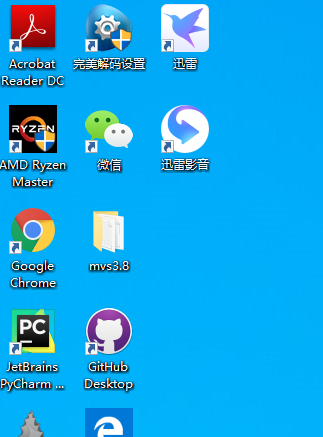 Acrobat
Reader DC
完美解码设置
迅雷
RYZEN
AMD Ryzen
Master
微信
迅雷影音
Google
Chrome
mvs3.8
PC
JetBrains
PyCharm ...
GitHub
Desktop